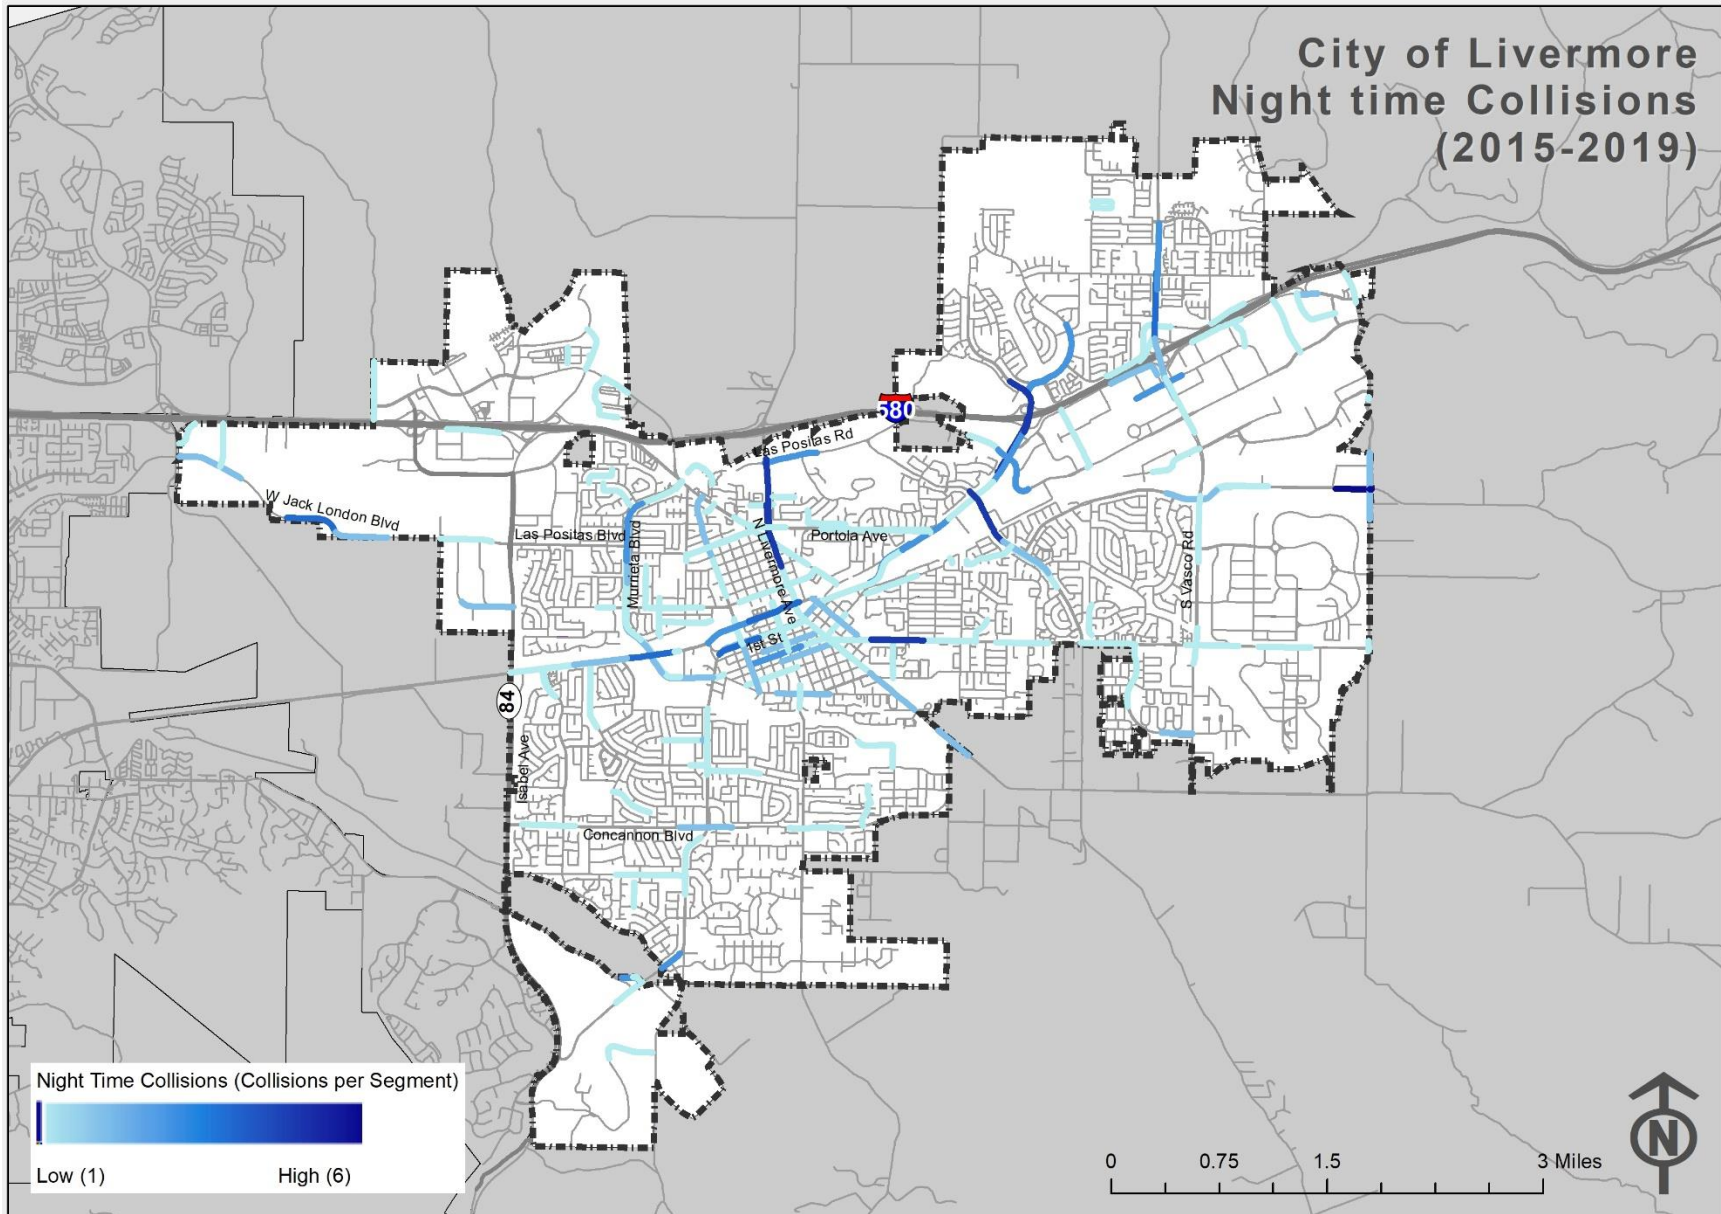 City of Livermore
Night time Collisions
(2015-2019)
580
Las Positas Rd
W Jack London Blvd
Las Positas Blvd
Murrieta Blvd
N Livermore Ave
Portola Ave
S Vasco Rd
1st St
84
Isabel Ave
Concannon Blvd
Night Time Collisions (Collisions per Segment)
Low (1)
High (6)
0
0.75
1.5
3 Miles
N